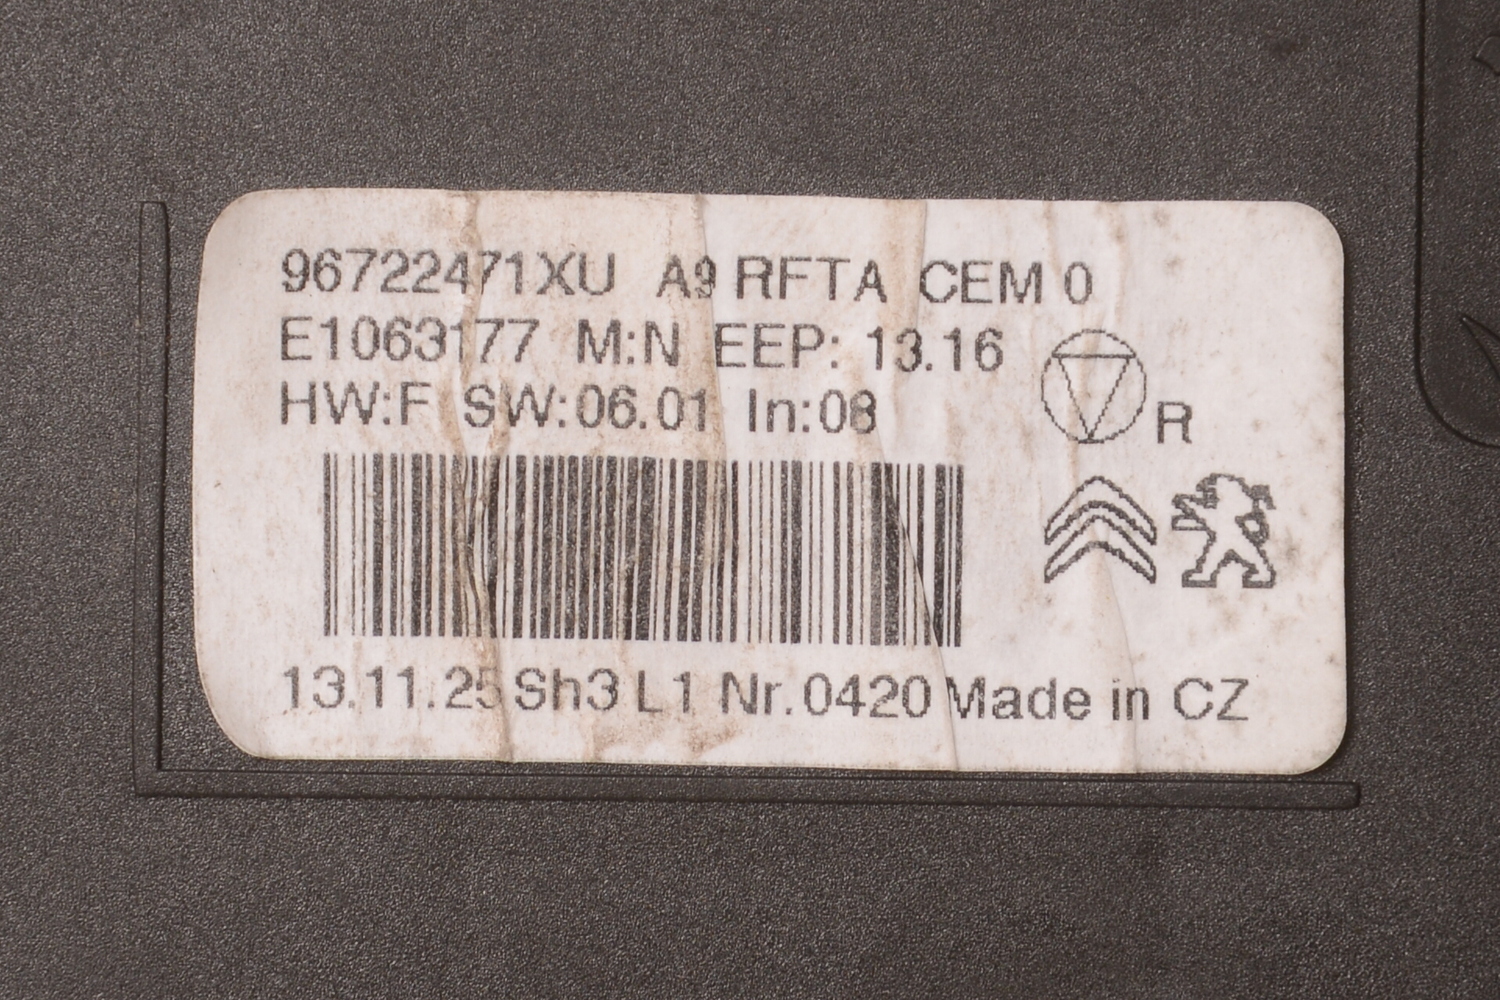 96722471XU A9 RFTA CEM 0
E1063177 M:N EEP: 13.16
HW:F SW:06.01 In:08
R
13.11.25 Sh3 L1 Nr.0420 Made in CZ